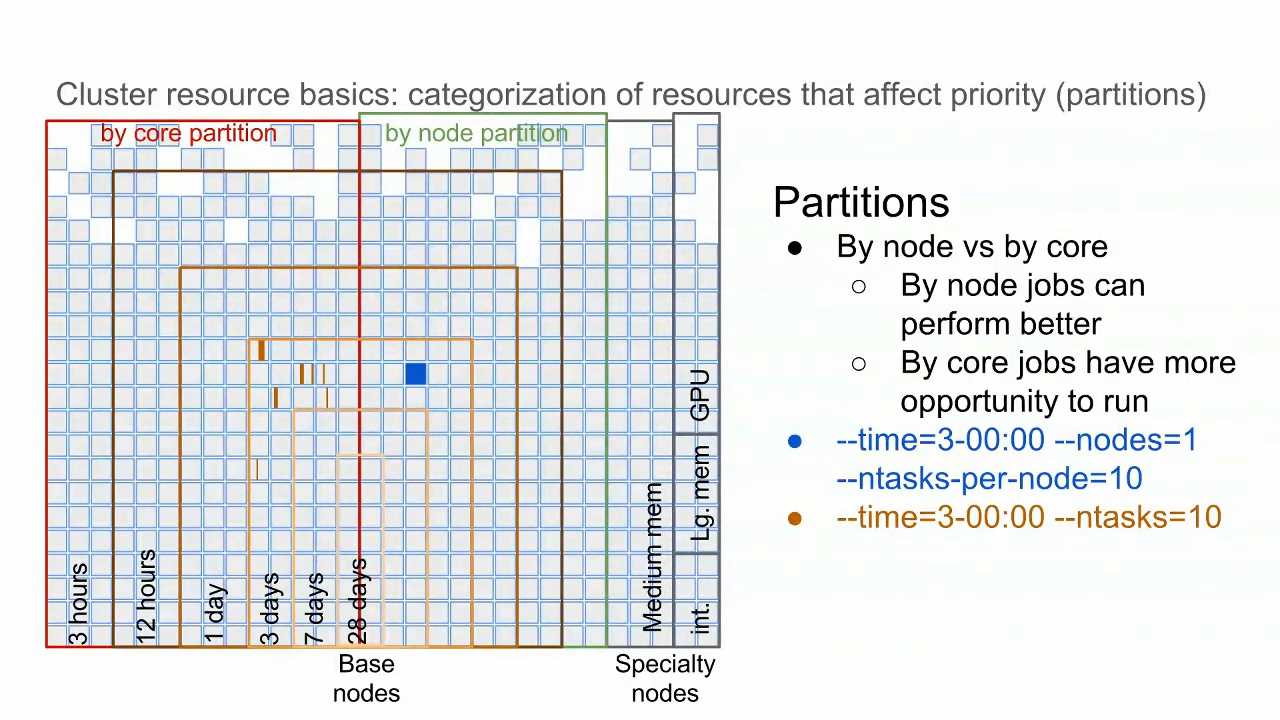 Cluster resource basics: categorization of resources that affect priority (partitions)
by core partition
by node partition
3 hours
12 hours
1 day
3 days
7 days
28 days
Medium mem
GPU
Lg. mem
int.
Base
nodes
Specialty
nodes
Partitions
● By node vs by core
○ By node jobs can
perform better
○ By core jobs have more
opportunity to run
● --time=3-00:00 --nodes=1
--ntasks-per-node=10
● --time=3-00:00 --ntasks=10